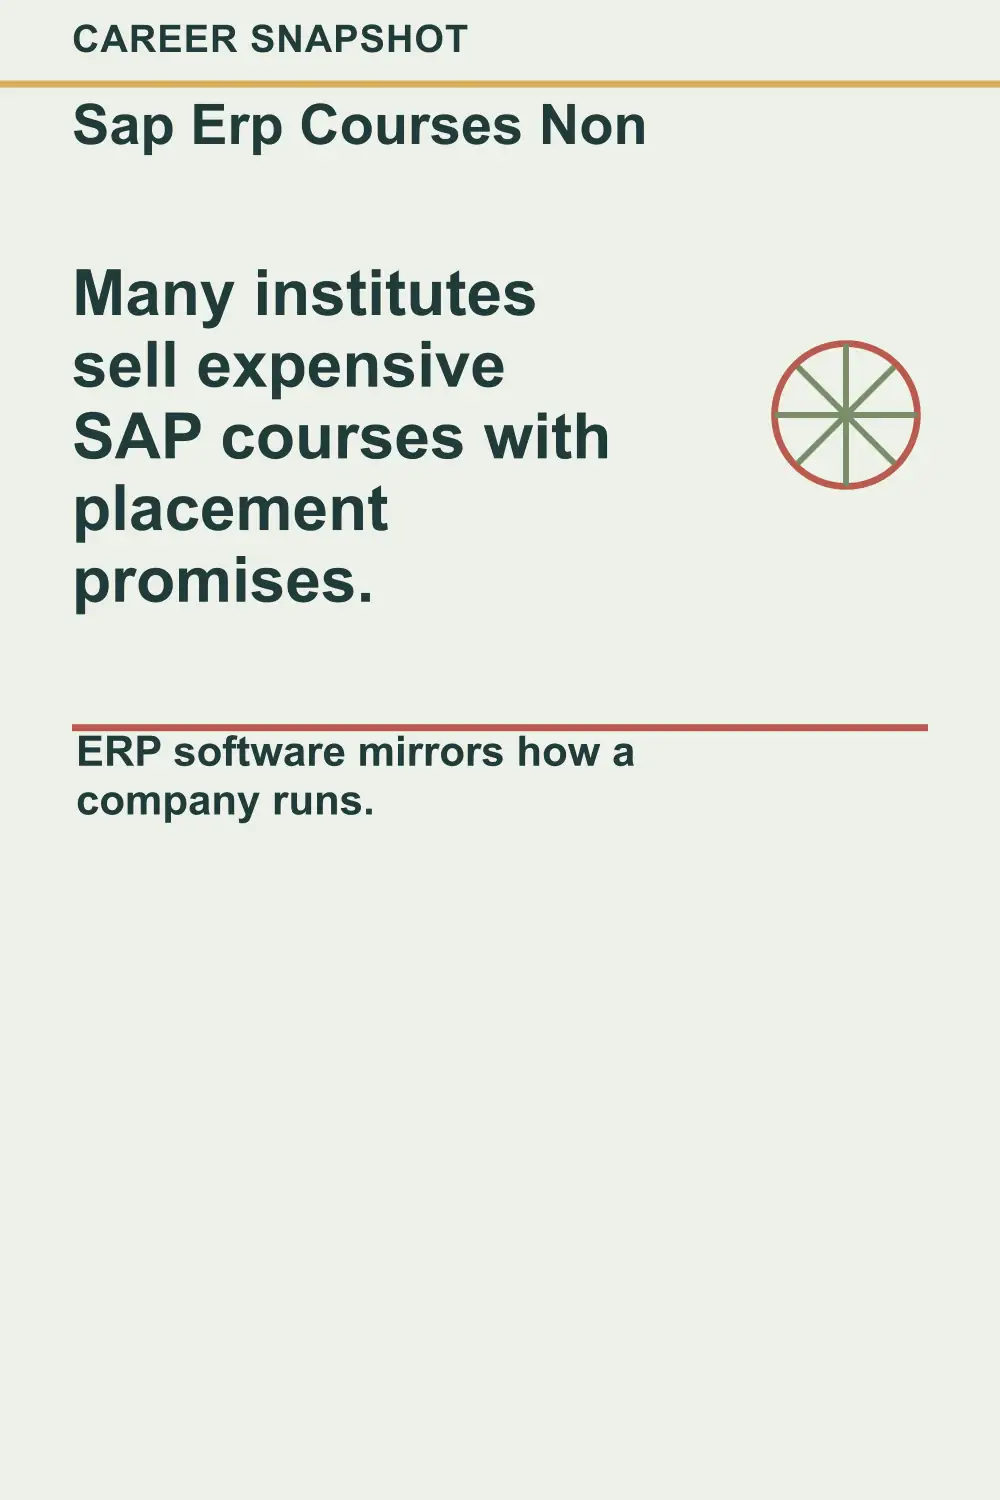 CAREER SNAPSHOT
Sap Erp Courses Non
Many institutes
sell expensive
SAP courses with
placement
promises.
ERP software mirrors how a
company runs.